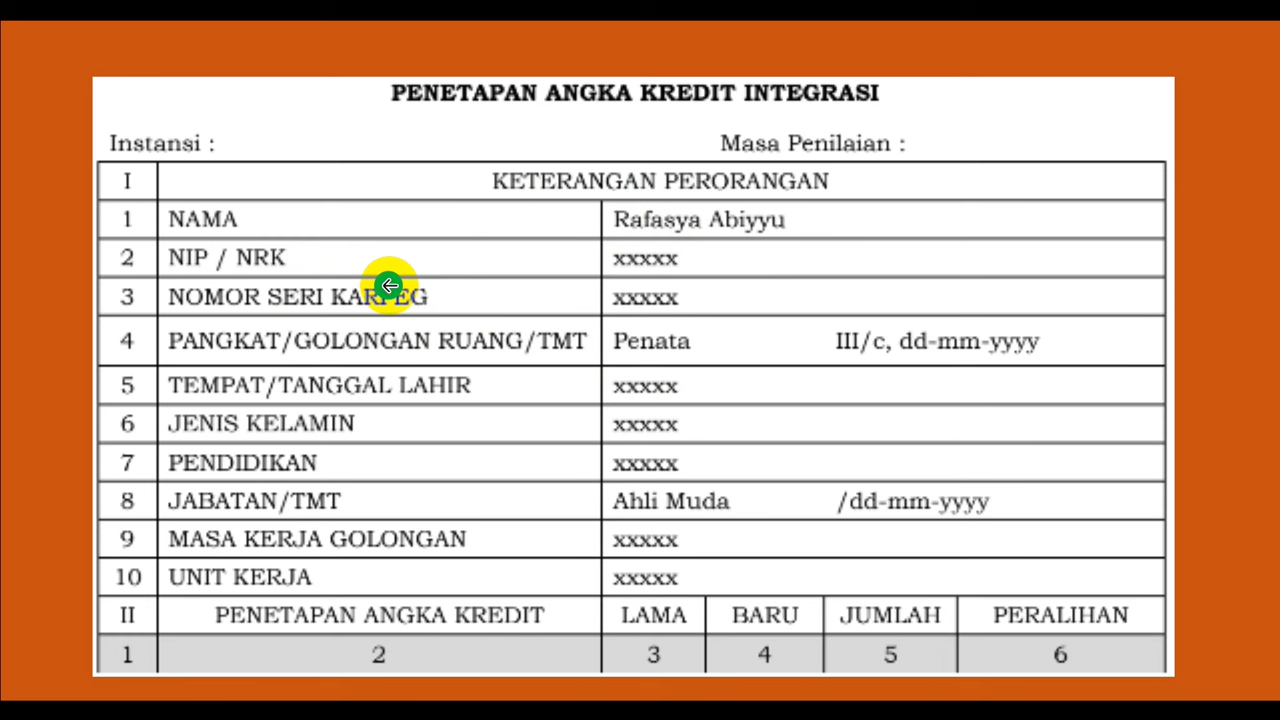 PENETAPAN ANGKA KREDIT INTEGRASI
Instansi : Masa Penilaian :
I KETERANGAN PERORANGAN
1 NAMA Rafasya Abiyyu
2 NIP / NRK xxxxx
3 NOMOR SERI KARPEG xxxxx
4 PANGKAT/GOLONGAN RUANG/TMT Penata III/c, dd-mm-yyyy
5 TEMPAT/TANGGAL LAHIR xxxxx
6 JENIS KELAMIN xxxxx
7 PENDIDIKAN xxxxx
8 JABATAN/TMT Ahli Muda /dd-mm-yyyy
9 MASA KERJA GOLONGAN xxxxx
10 UNIT KERJA xxxxx
II PENETAPAN ANGKA KREDIT LAMA BARU JUMLAH PERALIHAN
1 2 3 4 5 6